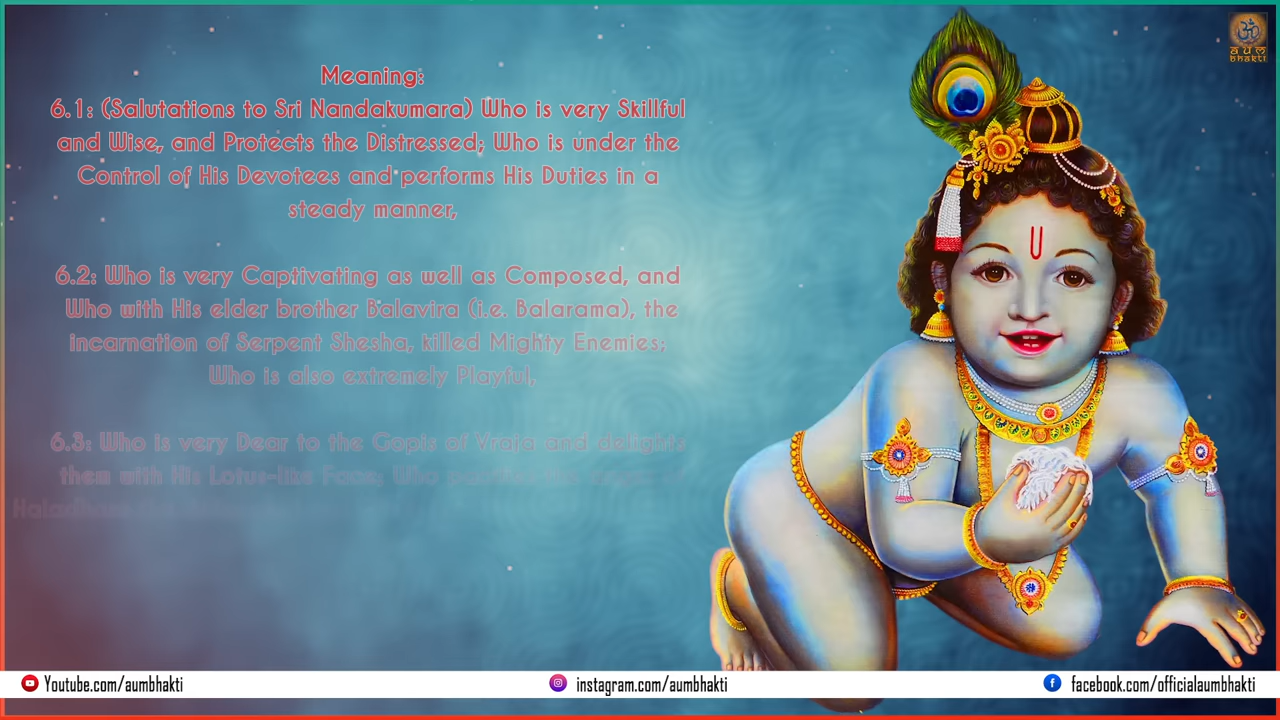 ॐ
aum
bhakti
Meaning:
6.1: (Salutations to Sri Nandakumara) Who is very Skillful
and Wise, and Protects the Distressed; Who is under the
Control of His Devotees and performs His Duties in a
steady manner,
6.2: Who is very Captivating as well as Composed, and
Who with His elder brother Balavira (i.e. Balarama), the
incarnation of Serpent Shesha, killed Mighty Enemies;
Who is also extremely Playful,
6.3: Who is very Dear to the Gopis of Vraja and delights
them with His Lotus-like Face; Who
Youtube.com/aumbhakti
instagram.com/aumbhakti
facebook.com/officialaumbhakti